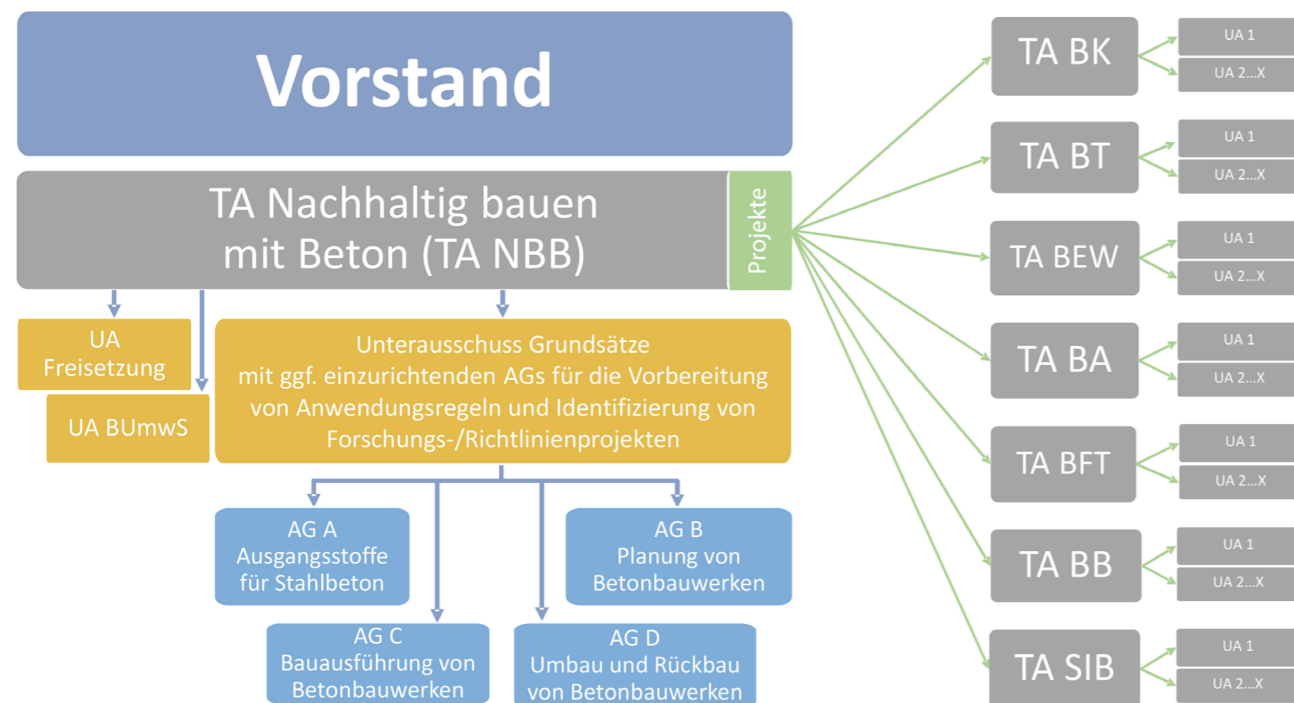 Vorstand
TA Nachhaltig bauen
mit Beton (TA NBB)
Projekte
UA
Freisetzung
UA BUmwS
Unterausschuss Grundsätze
mit ggf. einzurichtenden AGs für die Vorbereitung
von Anwendungsregeln und Identifizierung von
Forschungs-/Richtlinienprojekten
AG A
Ausgangsstoffe
für Stahlbeton
AG B
Planung von
Betonbauwerken
AG C
Bauausführung von
Betonbauwerken
AG D
Umbau und Rückbau
von Betonbauwerken
TA BK
UA 1
UA 2...X
TA BT
UA 1
UA 2...X
TA BEW
UA 1
UA 2...X
TA BA
UA 1
UA 2...X
TA BFT
UA 1
UA 2...X
TA BB
UA 1
UA 2...X
TA SIB
UA 1
UA 2...X